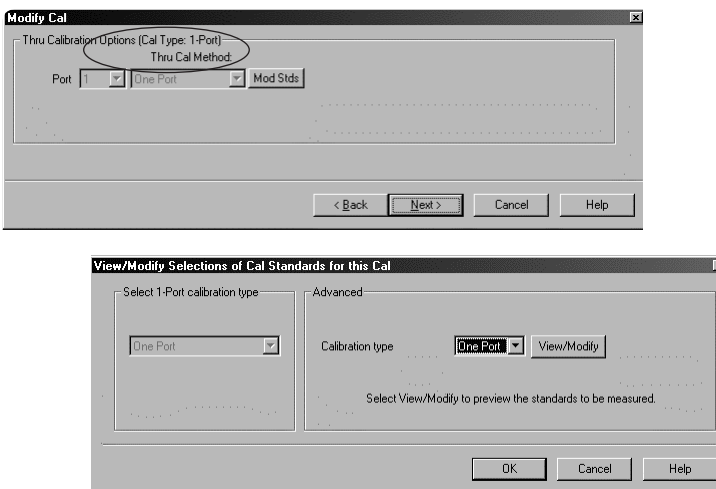 Modify Cal
Thru Calibration Options (Cal Type: 1-Port)
Thru Cal Method:
Port 1 One Port Mod Stds
< Back Next > Cancel Help
View/Modify Selections of Cal Standards for this Cal
Select 1-Port calibration type
Advanced
One Port
Calibration type One Port View/Modify
Select View/Modify to preview the standards to be measured.
OK Cancel Help